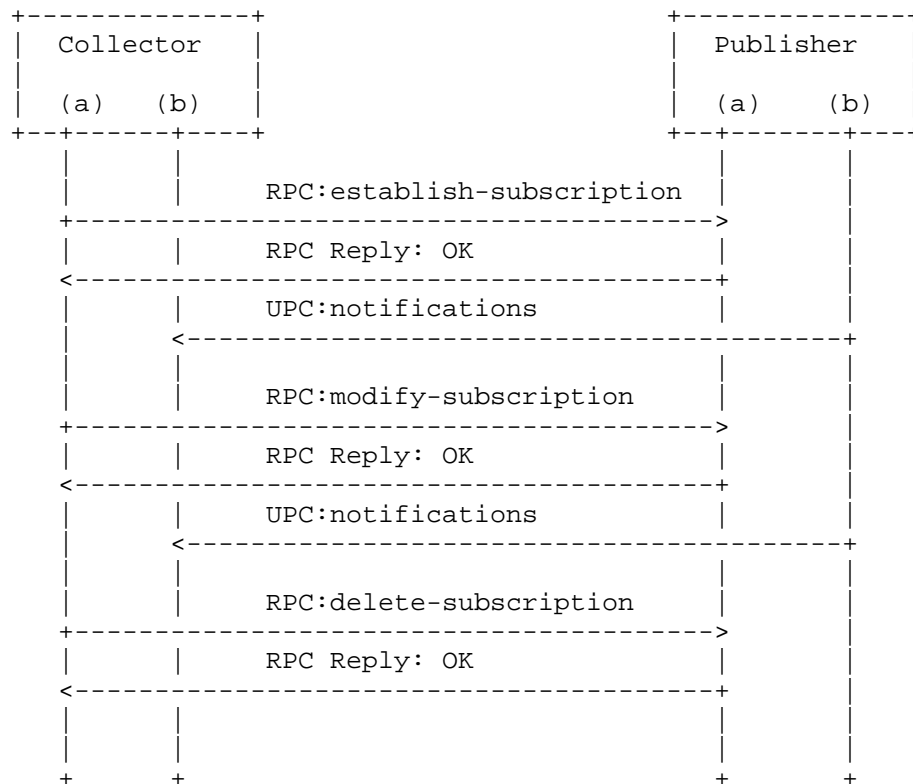 Collector Publisher
(a) (b) (a) (b)
RPC:establish-subscription
RPC Reply: OK
UPC:notifications
RPC:modify-subscription
RPC Reply: OK
UPC:notifications
RPC:delete-subscription
RPC Reply: OK